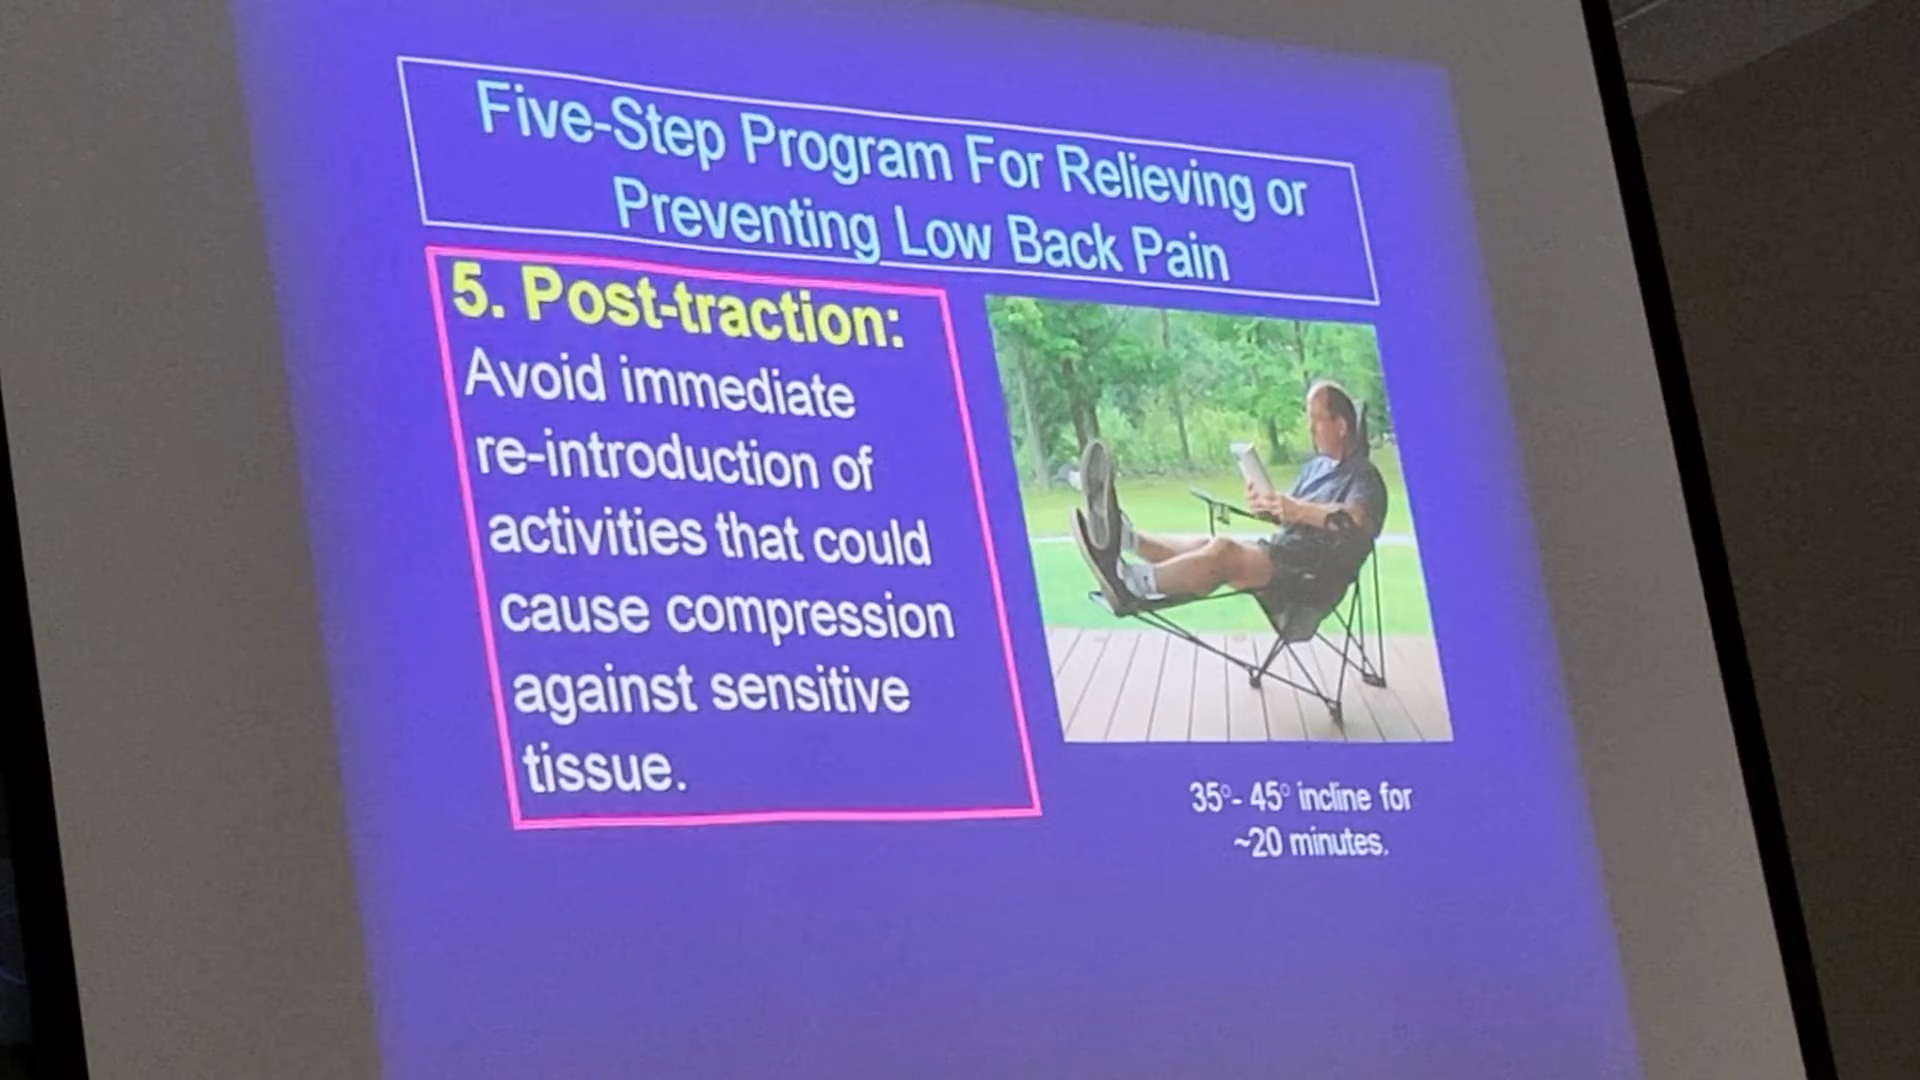 Five-Step Program For Relieving or
Preventing Low Back Pain
5. Post-traction:
Avoid immediate
re-introduction of
activities that could
cause compression
against sensitive
tissue.
35°- 45° incline for
~20 minutes.